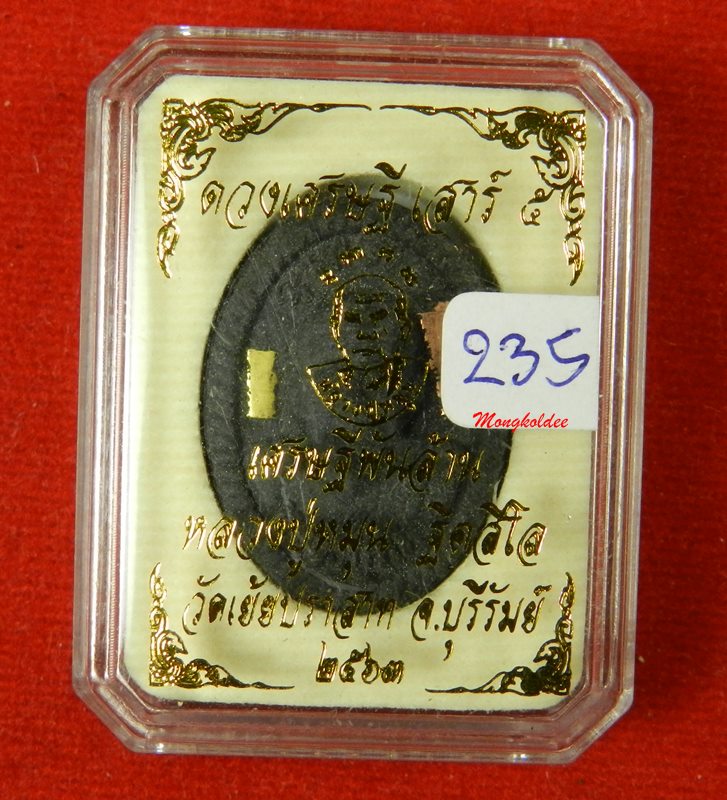 ดวงเศรษฐี เสาร์ ๕
235
Mongkoldee
เศรษฐีพันล้าน
หลวงปู่หมุน ฐิตสีโล
วัดเย้ยปราสาท จ.บุรีรัมย์
๒๕๖๓